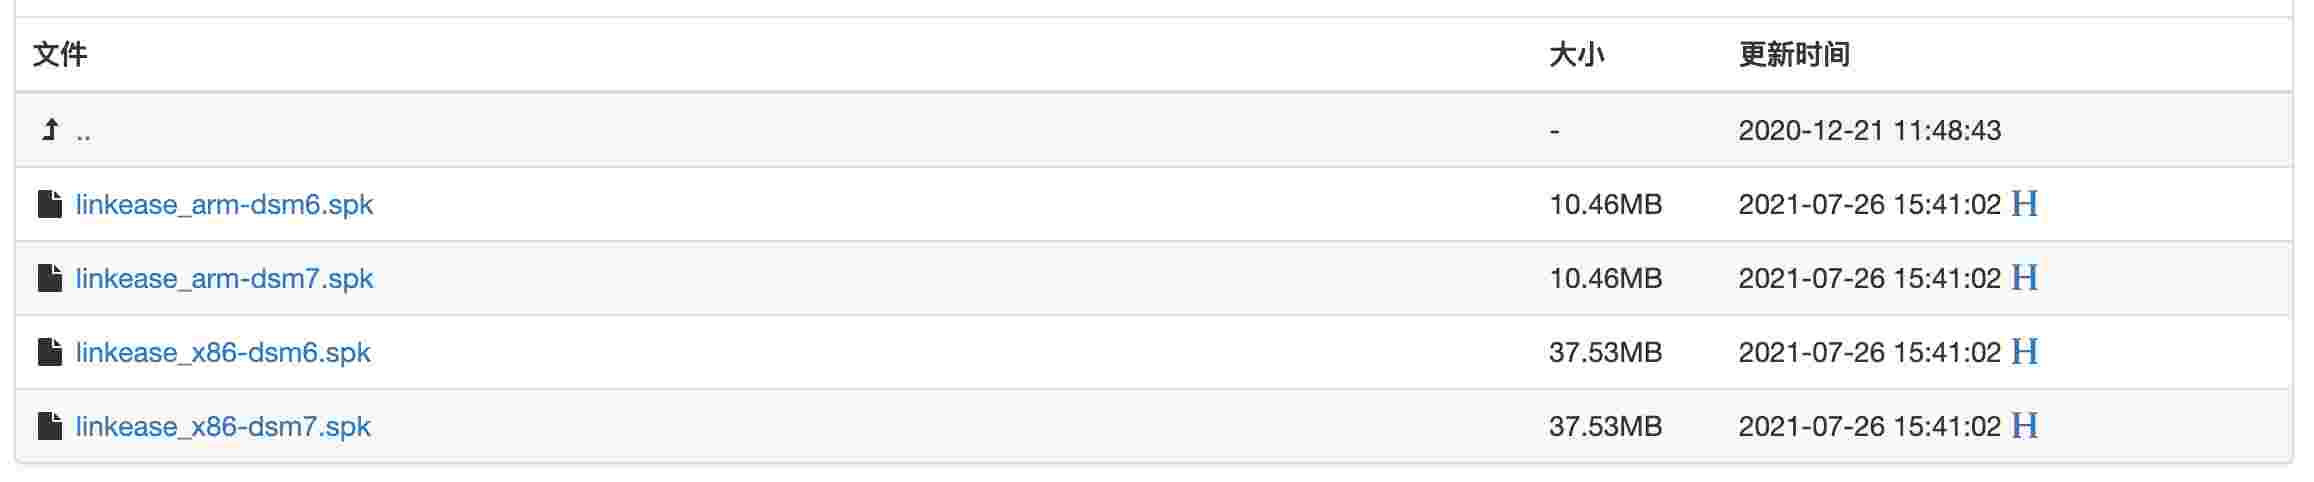 文件 大小 更新时间
.. - 2020-12-21 11:48:43
linkease_arm-dsm6.spk 10.46MB 2021-07-26 15:41:02 H
linkease_arm-dsm7.spk 10.46MB 2021-07-26 15:41:02 H
linkease_x86-dsm6.spk 37.53MB 2021-07-26 15:41:02 H
linkease_x86-dsm7.spk 37.53MB 2021-07-26 15:41:02 H